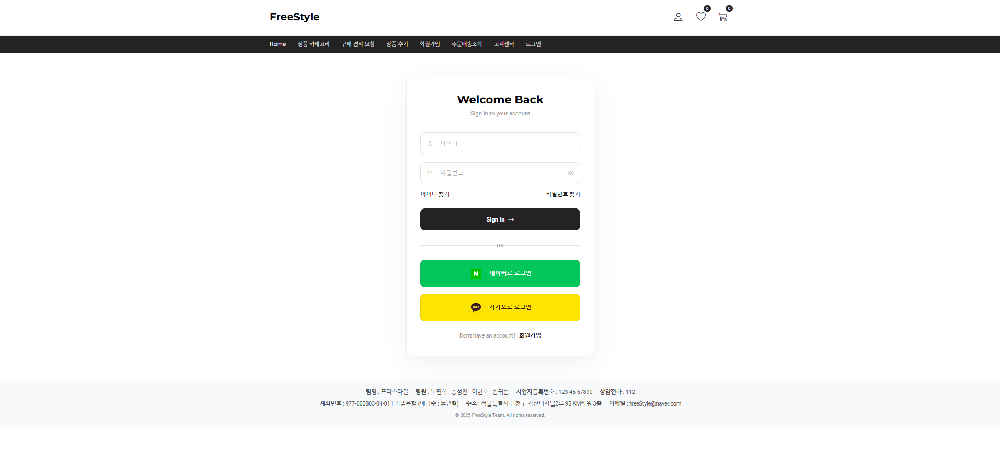 FreeStyle
0
0
Home 상품 카테고리 구매 견적 요청 상품 후기 회원가입 주문배송조회 고객센터 로그인
Welcome Back
Sign in to your account
아이디
비밀번호
아이디 찾기 비밀번호 찾기
Sign In →
OR
N 네이버로 로그인
TALK 카카오로 로그인
Don't have an account? 회원가입
팀명 : 프리스타일 팀원 : 노민혁 · 송성인 · 이현호 · 황귀환 사업자등록번호 : 123-45-67890 상담전화 : 112
계좌번호 : 977-000803-01-011 기업은행 (예금주 : 노민혁) 주소 : 서울특별시 금천구 가산디지털2로 95 KM타워 3층 이메일 : freeStyle@naver.com
© 2025 FreeStyle Team. All rights reserved.